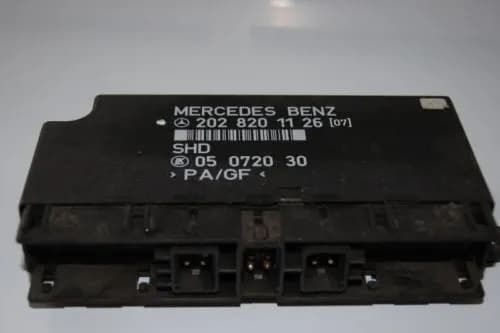 MERCEDES BENZ
202 820 11 26 [07]
SHD
05 0720 30
> PA/GF <